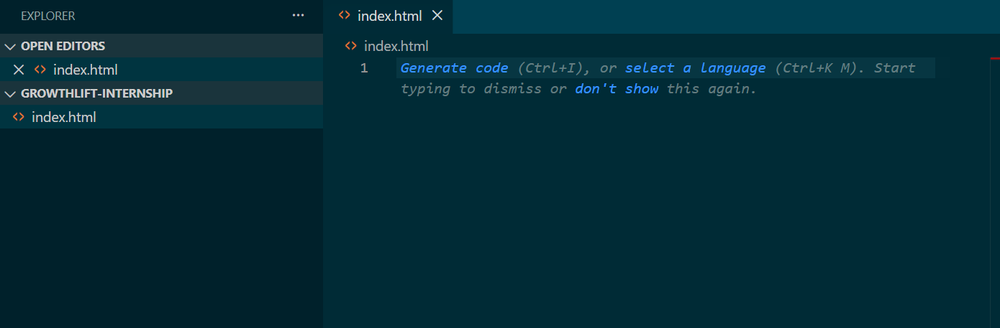 EXPLORER ···
OPEN EDITORS
index.html
GROWTHLIFT-INTERNSHIP
index.html
index.html
index.html
1 Generate code (Ctrl+I), or select a language (Ctrl+K M). Start
typing to dismiss or don't show this again.